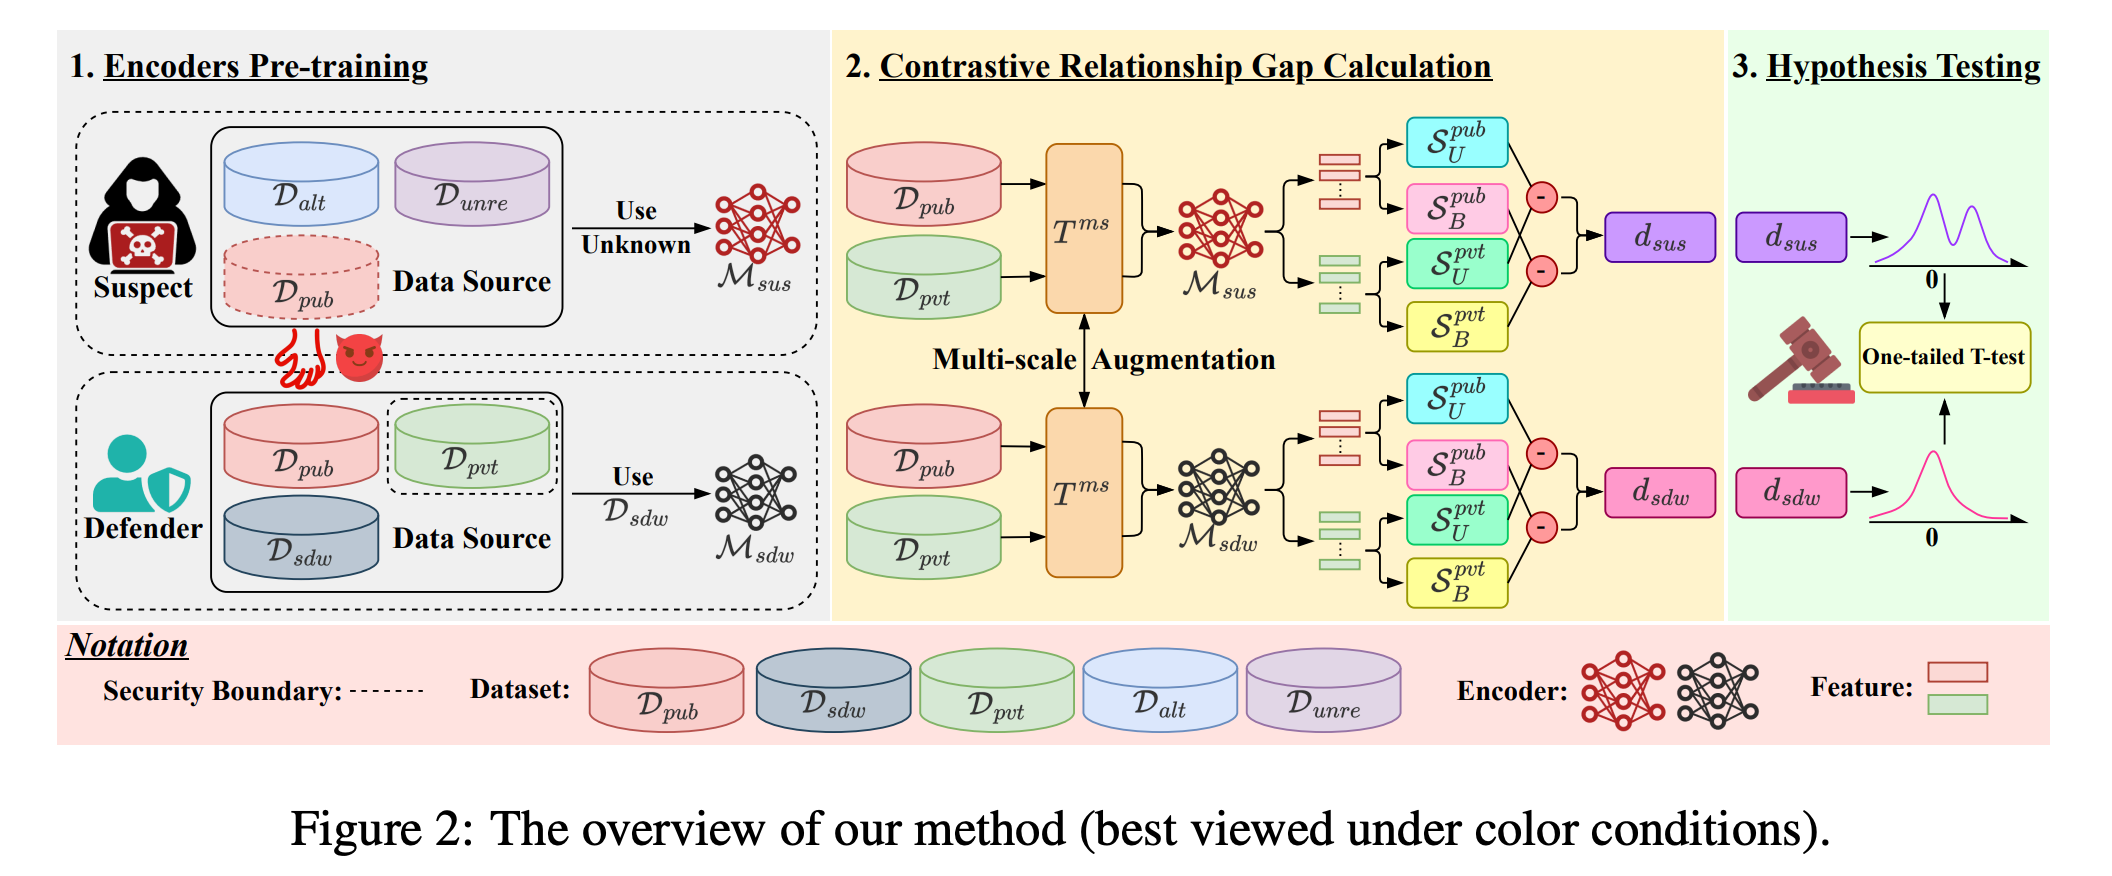 1. Encoders Pre-training
𝒟_alt
𝒟_unre
𝒟_pub
Data Source
Suspect
Use
Unknown
ℳ_sus
𝒟_pub
𝒟_pvt
𝒟_sdw
Data Source
Defender
Use
𝒟_sdw
ℳ_sdw
2. Contrastive Relationship Gap Calculation
𝒟_pub
𝒟_pvt
T^ms
ℳ_sus
𝒮_U^pub
𝒮_B^pub
𝒮_U^pvt
𝒮_B^pvt
-
-
d_sus
Multi-scale Augmentation
𝒟_pub
𝒟_pvt
T^ms
ℳ_sdw
𝒮_U^pub
𝒮_B^pub
𝒮_U^pvt
𝒮_B^pvt
-
-
d_sdw
3. Hypothesis Testing
d_sus
0
One-tailed T-test
d_sdw
0
Notation
Security Boundary:
Dataset:
𝒟_pub
𝒟_sdw
𝒟_pvt
𝒟_alt
𝒟_unre
Encoder:
Feature:
Figure 2: The overview of our method (best viewed under color conditions).